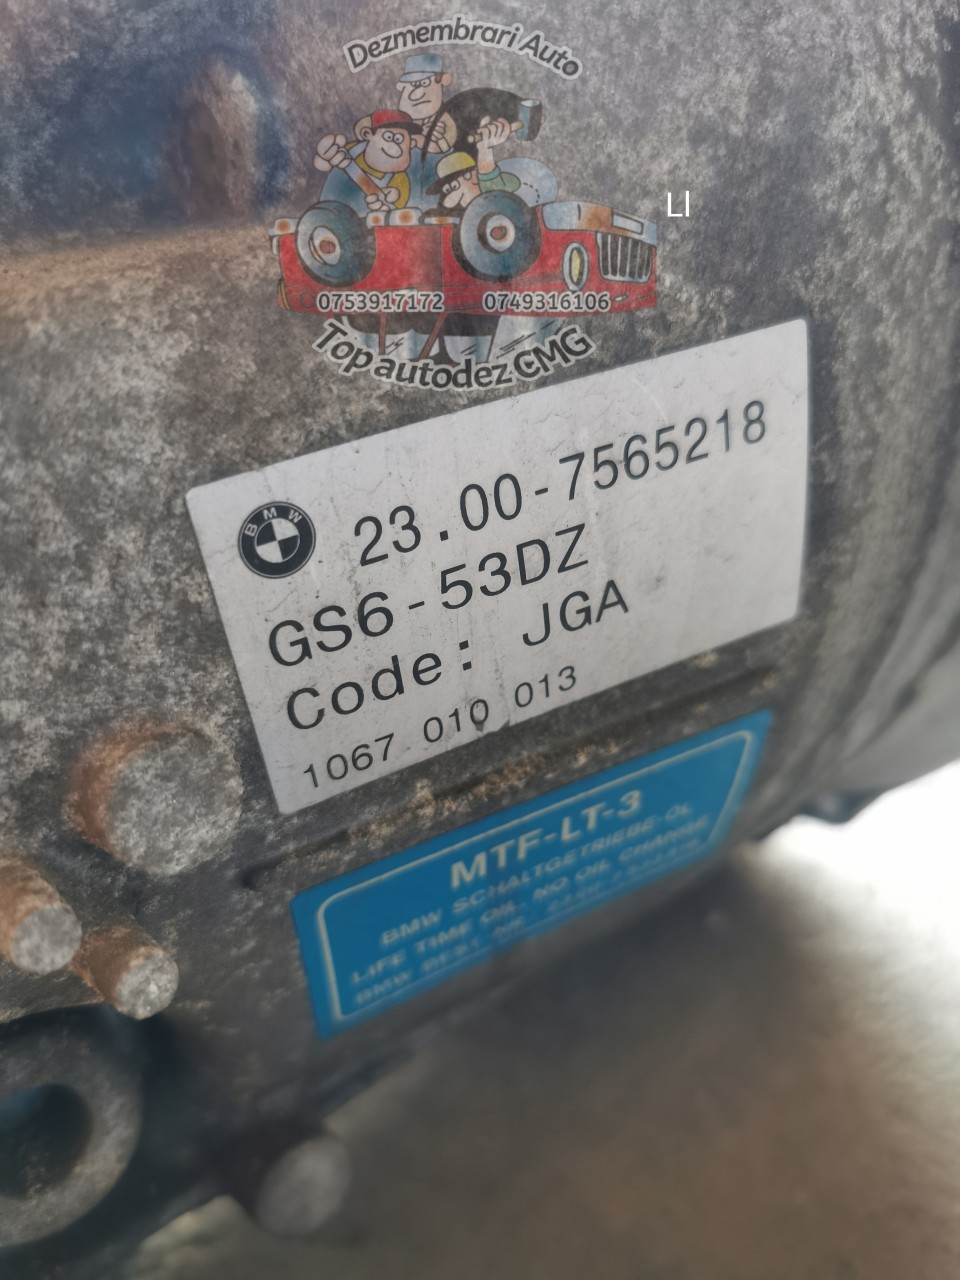 Dezmembrari Auto
LI
0753917172 0749316106
Top autodez CMG
BMW
23.00-7565218
GS6-53DZ
Code: JGA
1067 010 013
MTF-LT-3
BMW SCHALTGETRIEBE-ÖL
LIFE TIME OIL- NO OIL CHANGE
BMW